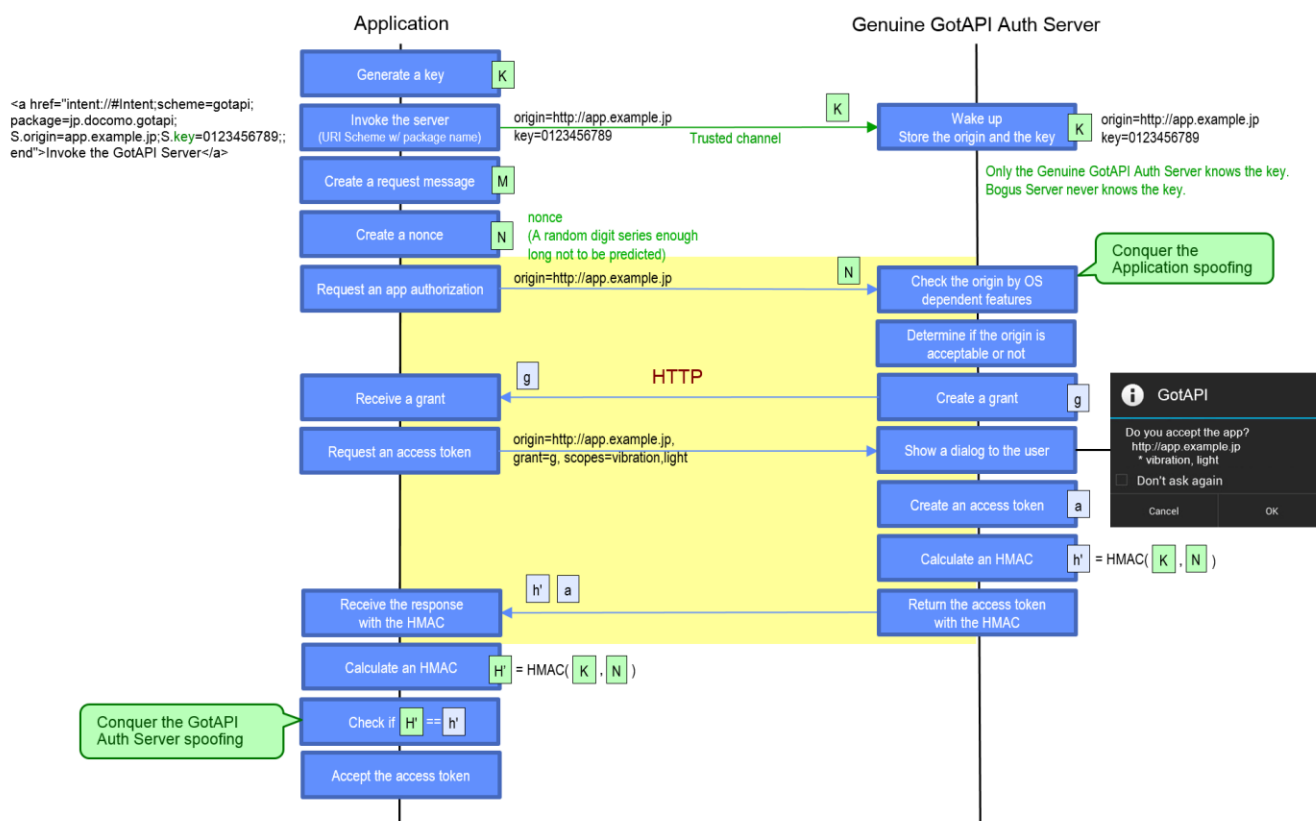 Application
Genuine GotAPI Auth Server
Generate a key
K
<a href="intent://#Intent;scheme=gotapi;
package=jp.docomo.gotapi;
S.origin=app.example.jp;S.key=0123456789;;
end">Invoke the GotAPI Server</a>
Invoke the server
(URI Scheme w/ package name)
origin=http://app.example.jp
key=0123456789
K
Trusted channel
Wake up
Store the origin and the key
K
origin=http://app.example.jp
key=0123456789
Only the Genuine GotAPI Auth Server knows the key.
Bogus Server never knows the key.
Create a request message
M
Create a nonce
N
nonce
(A random digit series enough
long not to be predicted)
Conquer the
Application spoofing
Request an app authorization
origin=http://app.example.jp
N
Check the origin by OS
dependent features
Determine if the origin is
acceptable or not
HTTP
g
Receive a grant
Create a grant
g
Request an access token
origin=http://app.example.jp,
grant=g, scopes=vibration,light
Show a dialog to the user
GotAPI
Do you accept the app?
http://app.example.jp
* vibration, light
Don't ask again
Cancel
OK
Create an access token
a
Calculate an HMAC
h' = HMAC( K , N )
h' a
Receive the response
with the HMAC
Return the access token
with the HMAC
Calculate an HMAC
H' = HMAC( K , N )
Conquer the GotAPI
Auth Server spoofing
Check if H' == h'
Accept the access token